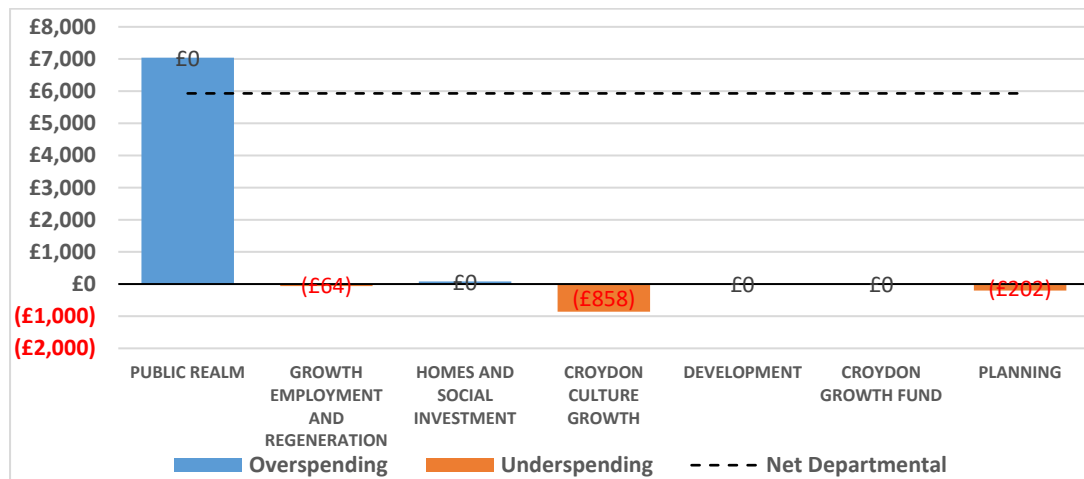 £8,000
£7,000
£6,000
£5,000
£4,000
£3,000
£2,000
£1,000
£0
(£1,000)
(£2,000)
£0
(£64)
£0
(£858)
£0
£0
(£202)
PUBLIC REALM
GROWTH
EMPLOYMENT
AND
REGENERATION
HOMES AND
SOCIAL
INVESTMENT
CROYDON
CULTURE
GROWTH
DEVELOPMENT
CROYDON
GROWTH FUND
PLANNING
Overspending
Underspending
Net Departmental